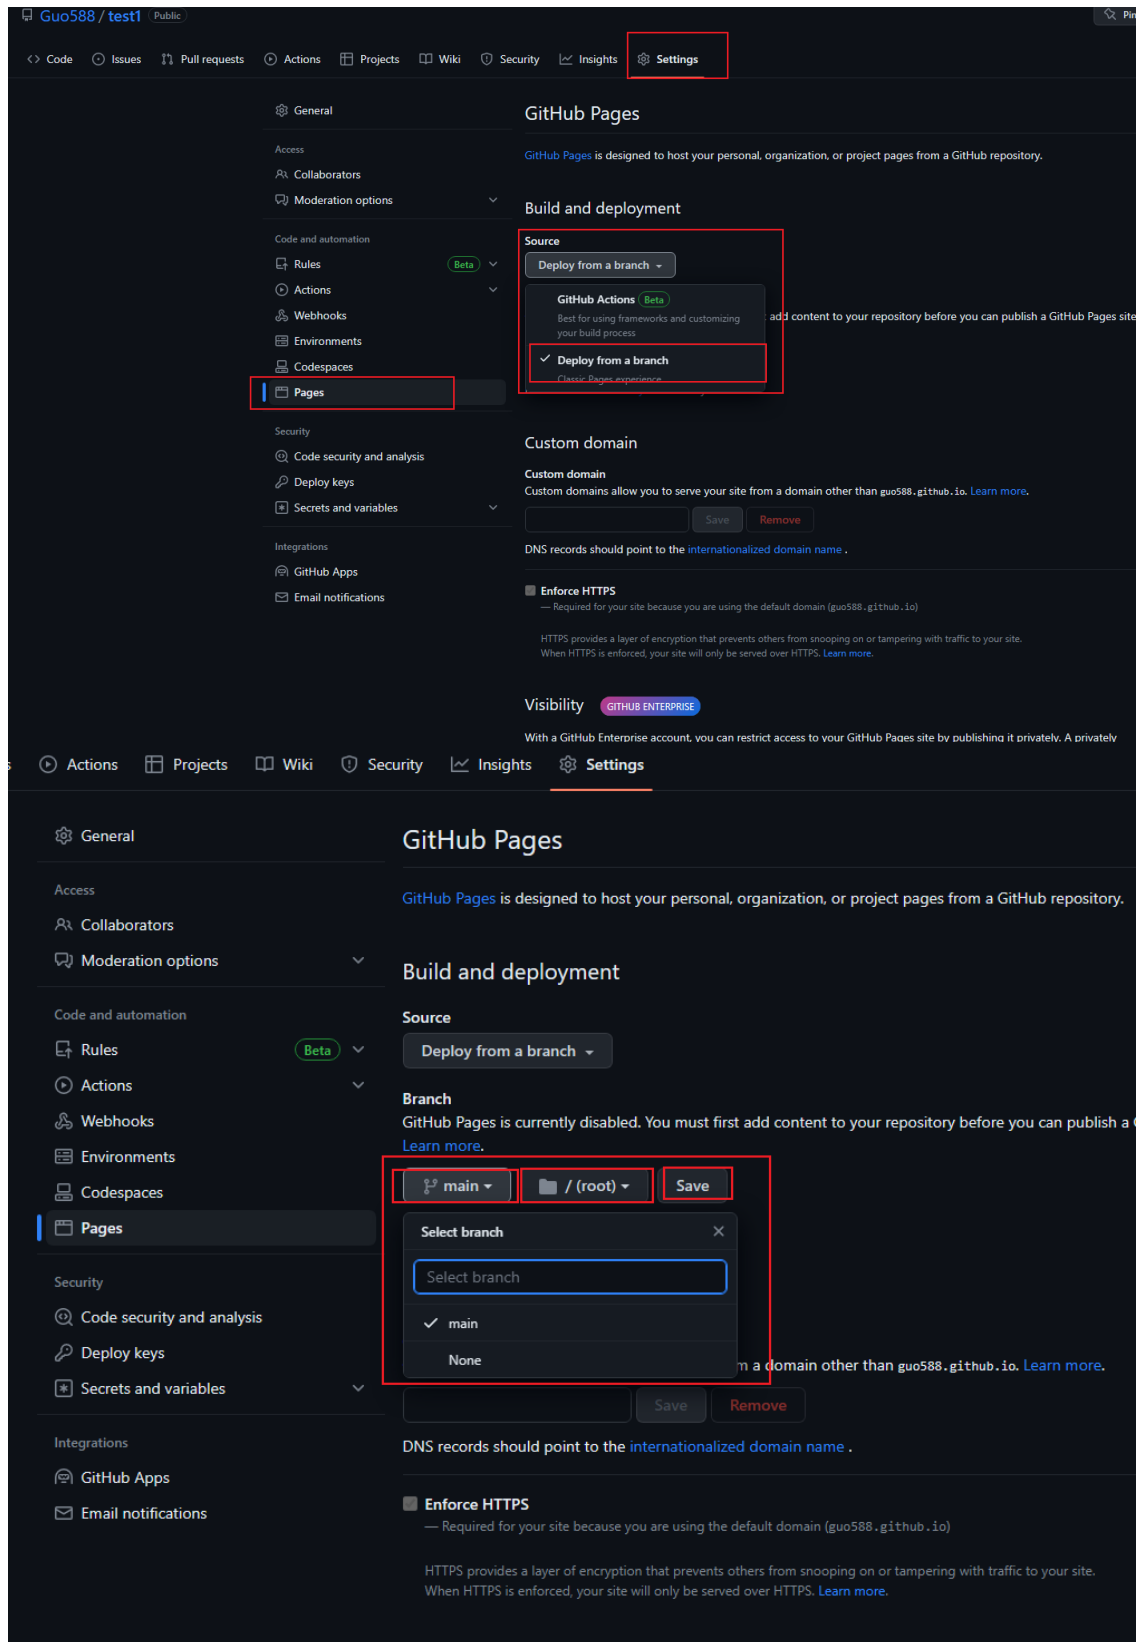 Guo588 / test1 Public
Pin
Code Issues Pull requests Actions Projects Wiki Security Insights Settings
General
Access
Collaborators
Moderation options
Code and automation
Rules Beta
Actions
Webhooks
Environments
Codespaces
Pages
Security
Code security and analysis
Deploy keys
Secrets and variables
Integrations
GitHub Apps
Email notifications
GitHub Pages
GitHub Pages is designed to host your personal, organization, or project pages from a GitHub repository.
Build and deployment
Source
Deploy from a branch
GitHub Actions Beta
Best for using frameworks and customizing
your build process
add content to your repository before you can publish a GitHub Pages site
Deploy from a branch
Classic Pages experience
Custom domain
Custom domain
Custom domains allow you to serve your site from a domain other than guo588.github.io. Learn more.
Save Remove
DNS records should point to the internationalized domain name .
Enforce HTTPS
— Required for your site because you are using the default domain (guo588.github.io)
HTTPS provides a layer of encryption that prevents others from snooping on or tampering with traffic to your site.
When HTTPS is enforced, your site will only be served over HTTPS. Learn more.
Visibility GITHUB ENTERPRISE
With a GitHub Enterprise account, you can restrict access to your GitHub Pages site by publishing it privately. A privately
s Actions Projects Wiki Security Insights Settings
General
Access
Collaborators
Moderation options
Code and automation
Rules Beta
Actions
Webhooks
Environments
Codespaces
Pages
Security
Code security and analysis
Deploy keys
Secrets and variables
Integrations
GitHub Apps
Email notifications
GitHub Pages
GitHub Pages is designed to host your personal, organization, or project pages from a GitHub repository.
Build and deployment
Source
Deploy from a branch
Branch
GitHub Pages is currently disabled. You must first add content to your repository before you can publish a
Learn more.
main / (root) Save
Select branch
Select branch
main
None
m a domain other than guo588.github.io. Learn more.
Save Remove
DNS records should point to the internationalized domain name .
Enforce HTTPS
— Required for your site because you are using the default domain (guo588.github.io)
HTTPS provides a layer of encryption that prevents others from snooping on or tampering with traffic to your site.
When HTTPS is enforced, your site will only be served over HTTPS. Learn more.